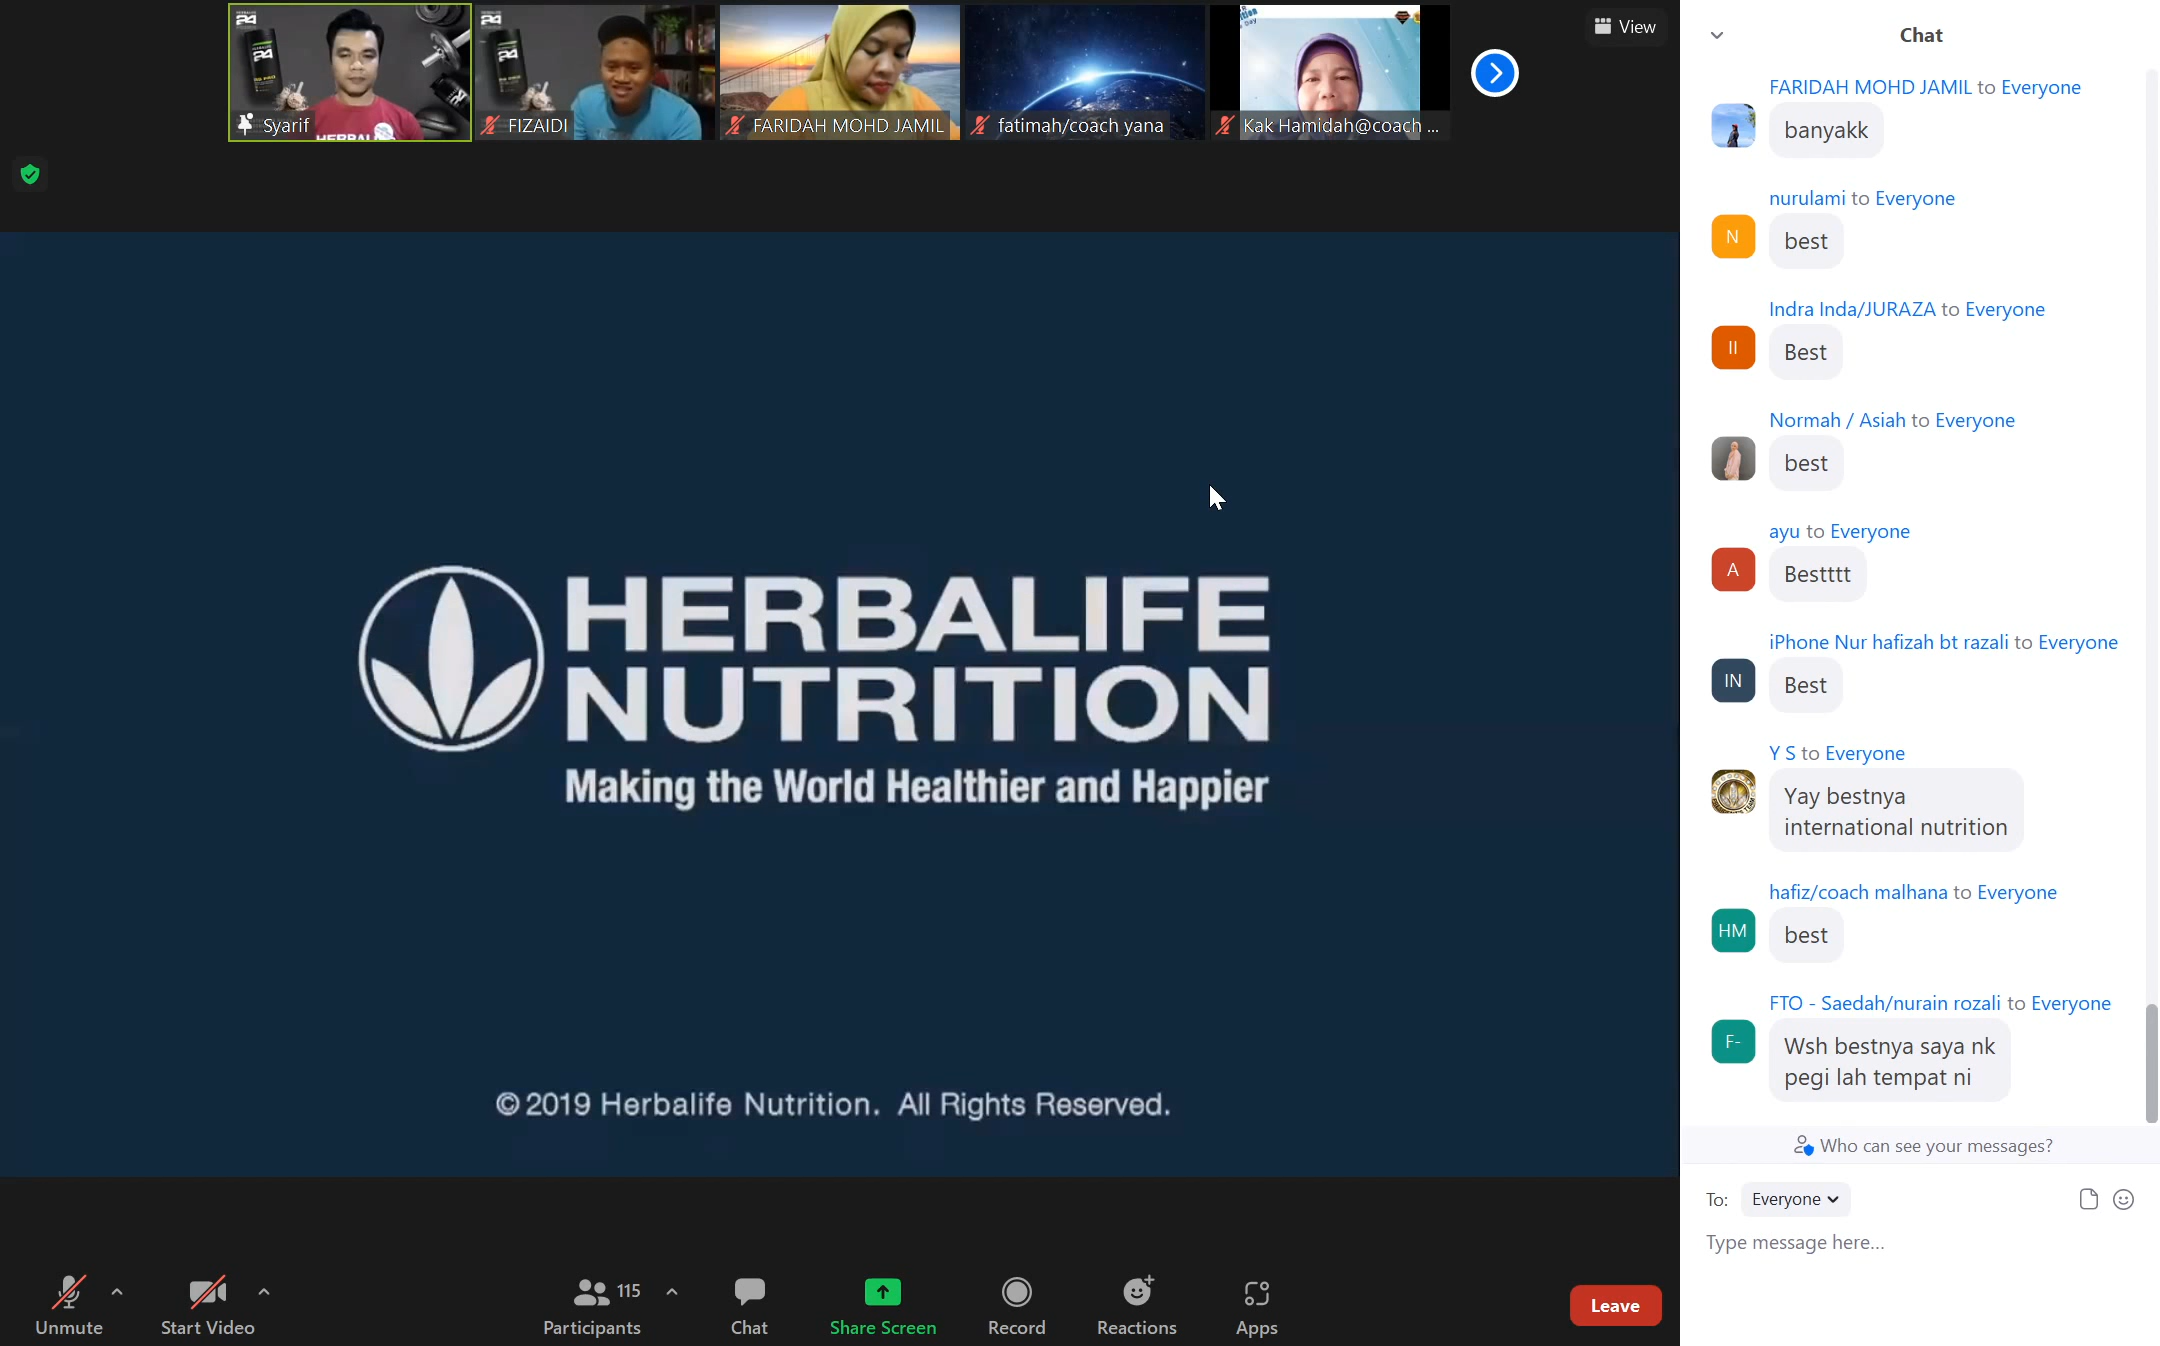 View
Syarif
FIZAIDI
FARIDAH MOHD JAMIL
fatimah/coach yana
Kak Hamidah@coach ...
HERBALIFE
NUTRITION
Making the World Healthier and Happier
© 2019 Herbalife Nutrition. All Rights Reserved.
Unmute
Start Video
115
Participants
Chat
Share Screen
Record
Reactions
Apps
Leave
Chat
FARIDAH MOHD JAMIL to Everyone
banyakk
nurulami to Everyone
N
best
Indra Inda/JURAZA to Everyone
II
Best
Normah / Asiah to Everyone
best
ayu to Everyone
A
Bestttt
iPhone Nur hafizah bt razali to Everyone
IN
Best
Y S to Everyone
Yay bestnya
international nutrition
hafiz/coach malhana to Everyone
HM
best
FTO - Saedah/nurain rozali to Everyone
F-
Wsh bestnya saya nk
pegi lah tempat ni
Who can see your messages?
To: Everyone
Type message here...